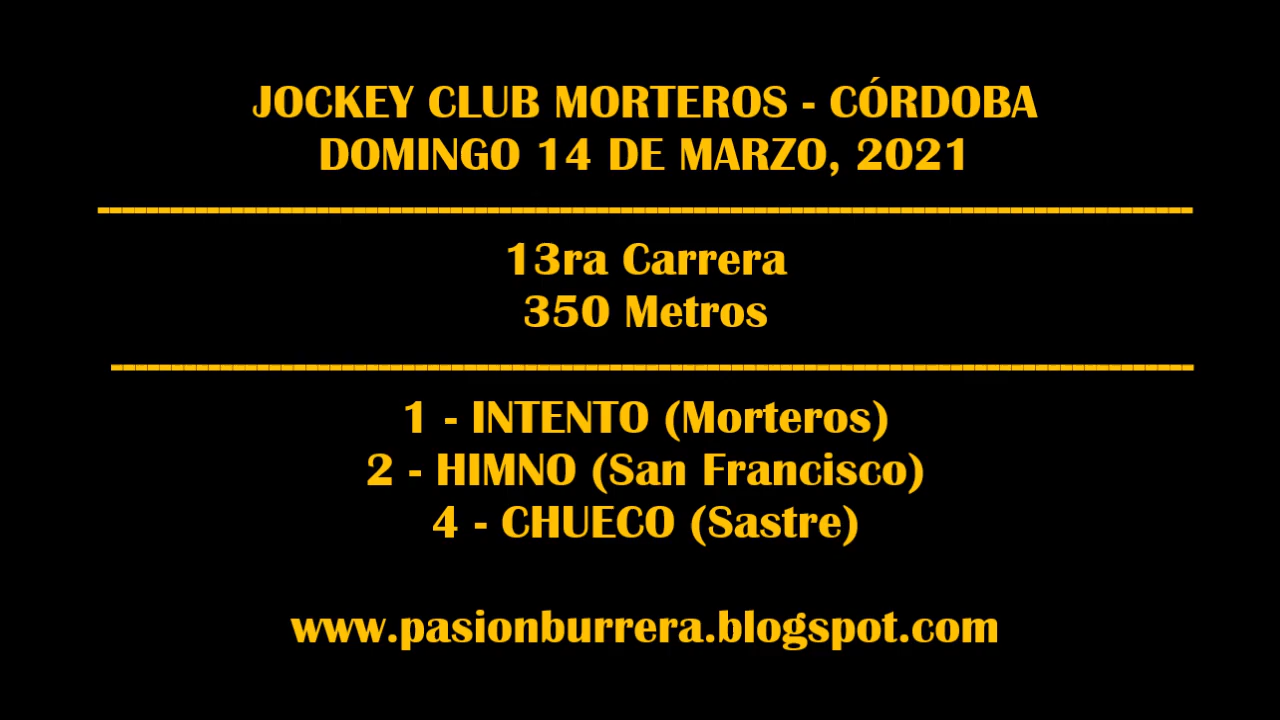 JOCKEY CLUB MORTEROS - CÓRDOBA
DOMINGO 14 DE MARZO, 2021
13ra Carrera
350 Metros
1 - INTENTO (Morteros)
2 - HIMNO (San Francisco)
4 - CHUECO (Sastre)
www.pasionburrera.blogspot.com